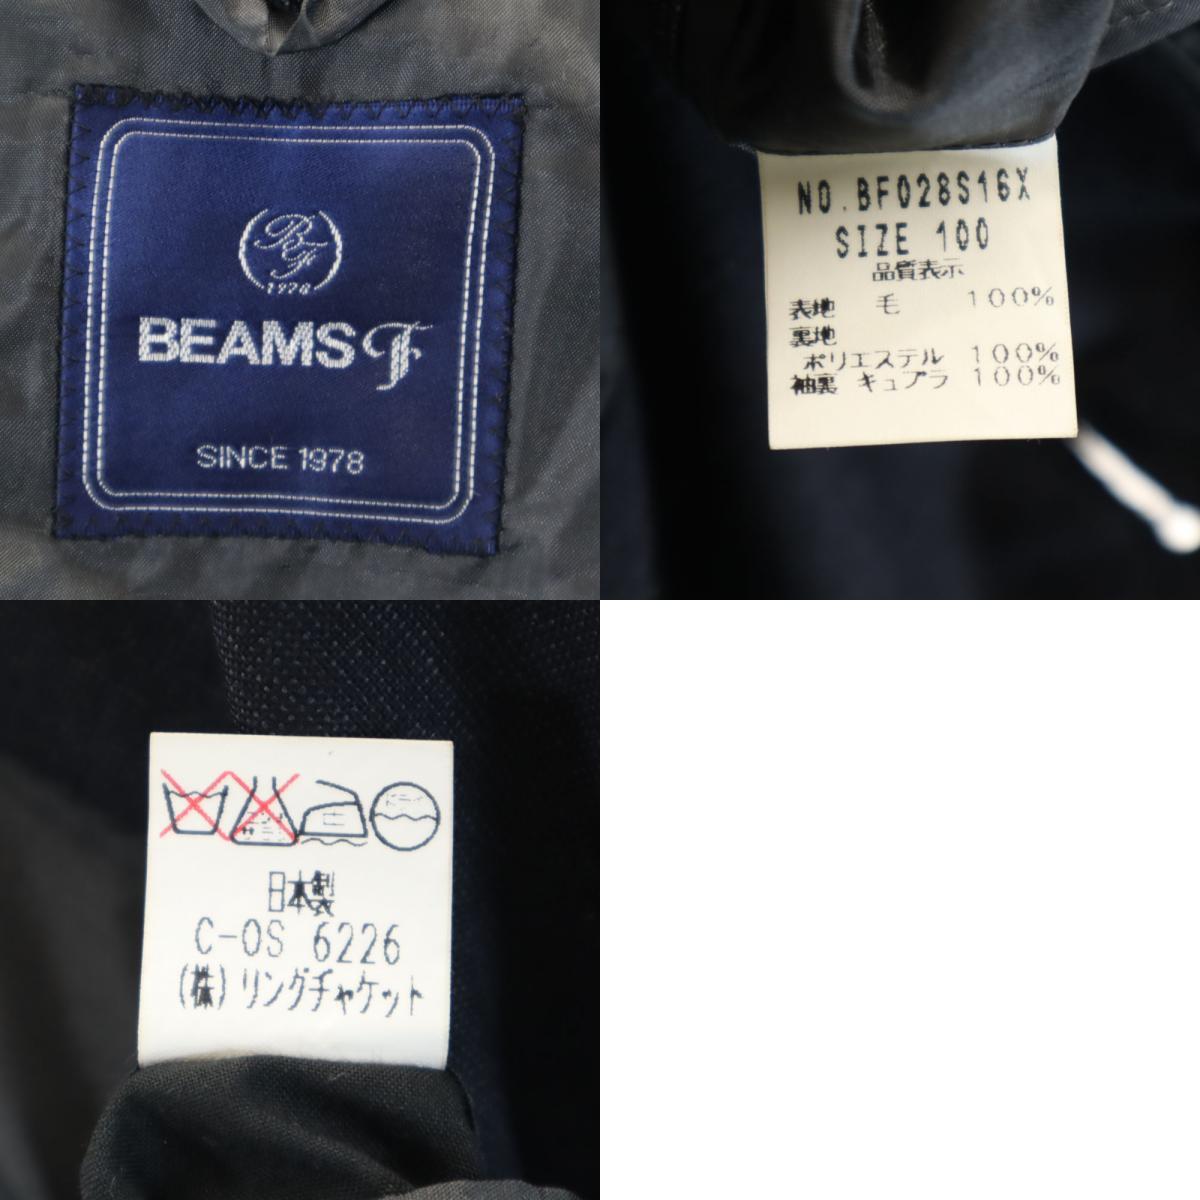 BF
1978
BEAMS F
SINCE 1978
NO.BF028S16X
SIZE 100
品質表示
表地 毛 100%
裏地
ポリエステル 100%
袖裏 キュプラ 100%
日本製
C-OS 6226
(株)リングヂャケット